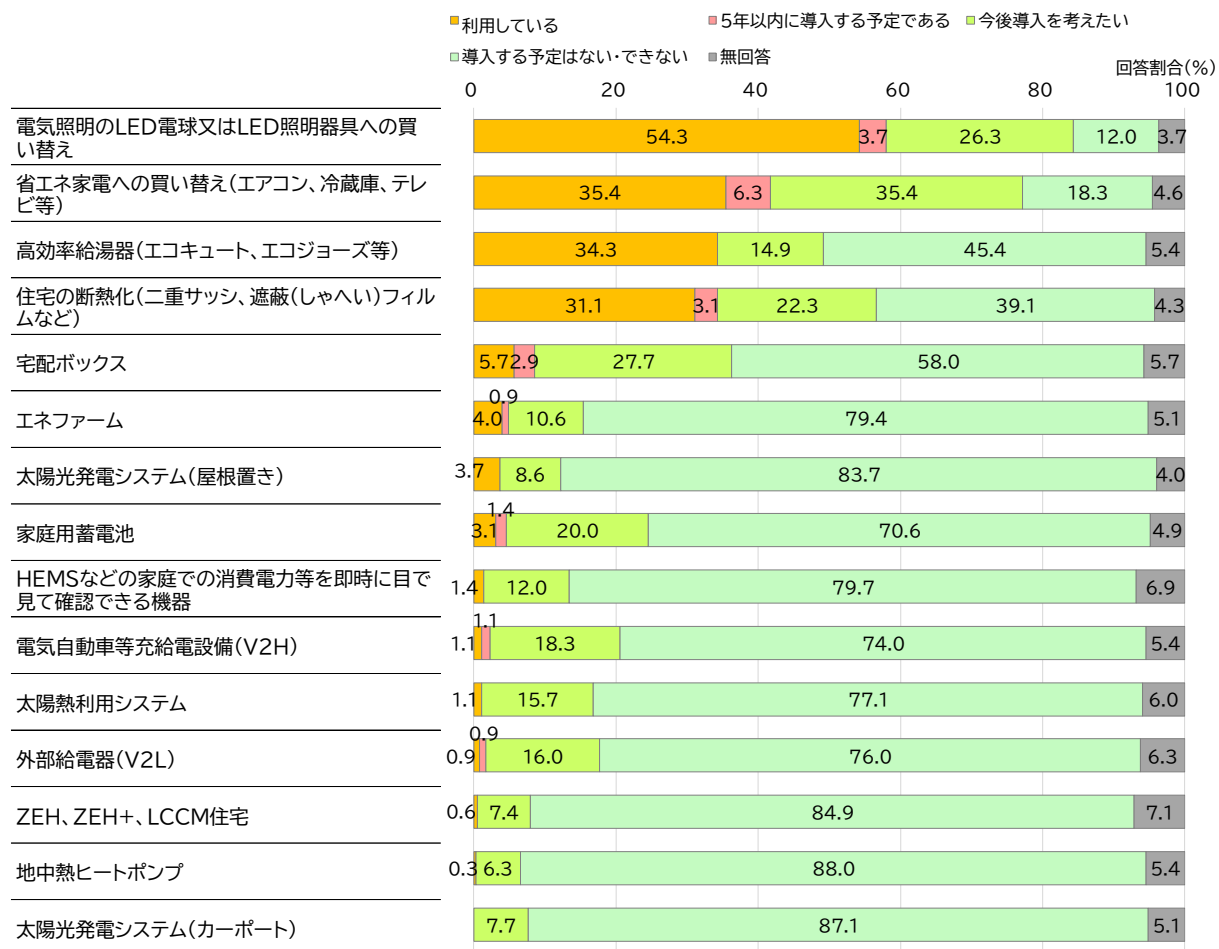 利用している 5年以内に導入する予定である 今後導入を考えたい
導入する予定はない・できない 無回答
回答割合(%)
0 20 40 60 80 100
電気照明のLED電球又はLED照明器具への買
い替え
54.3 3.7 26.3 12.0 3.7
省エネ家電への買い替え(エアコン、冷蔵庫、テレ
ビ等)
35.4 6.3 35.4 18.3 4.6
高効率給湯器(エコキュート、エコジョーズ等)
34.3 14.9 45.4 5.4
住宅の断熱化(二重サッシ、遮蔽(しゃへい)フィル
ムなど)
31.1 3.1 22.3 39.1 4.3
宅配ボックス
5.7 2.9 27.7 58.0 5.7
エネファーム
4.0 0.9 10.6 79.4 5.1
太陽光発電システム(屋根置き)
3.7 8.6 83.7 4.0
家庭用蓄電池
3.1 1.4 20.0 70.6 4.9
HEMSなどの家庭での消費電力等を即時に目で
見て確認できる機器
1.4 12.0 79.7 6.9
電気自動車等充給電設備(V2H)
1.1 1.1 18.3 74.0 5.4
太陽熱利用システム
1.1 15.7 77.1 6.0
外部給電器(V2L)
0.9 0.9 16.0 76.0 6.3
ZEH、ZEH+、LCCM住宅
0.6 7.4 84.9 7.1
地中熱ヒートポンプ
0.3 6.3 88.0 5.4
太陽光発電システム(カーポート)
7.7 87.1 5.1